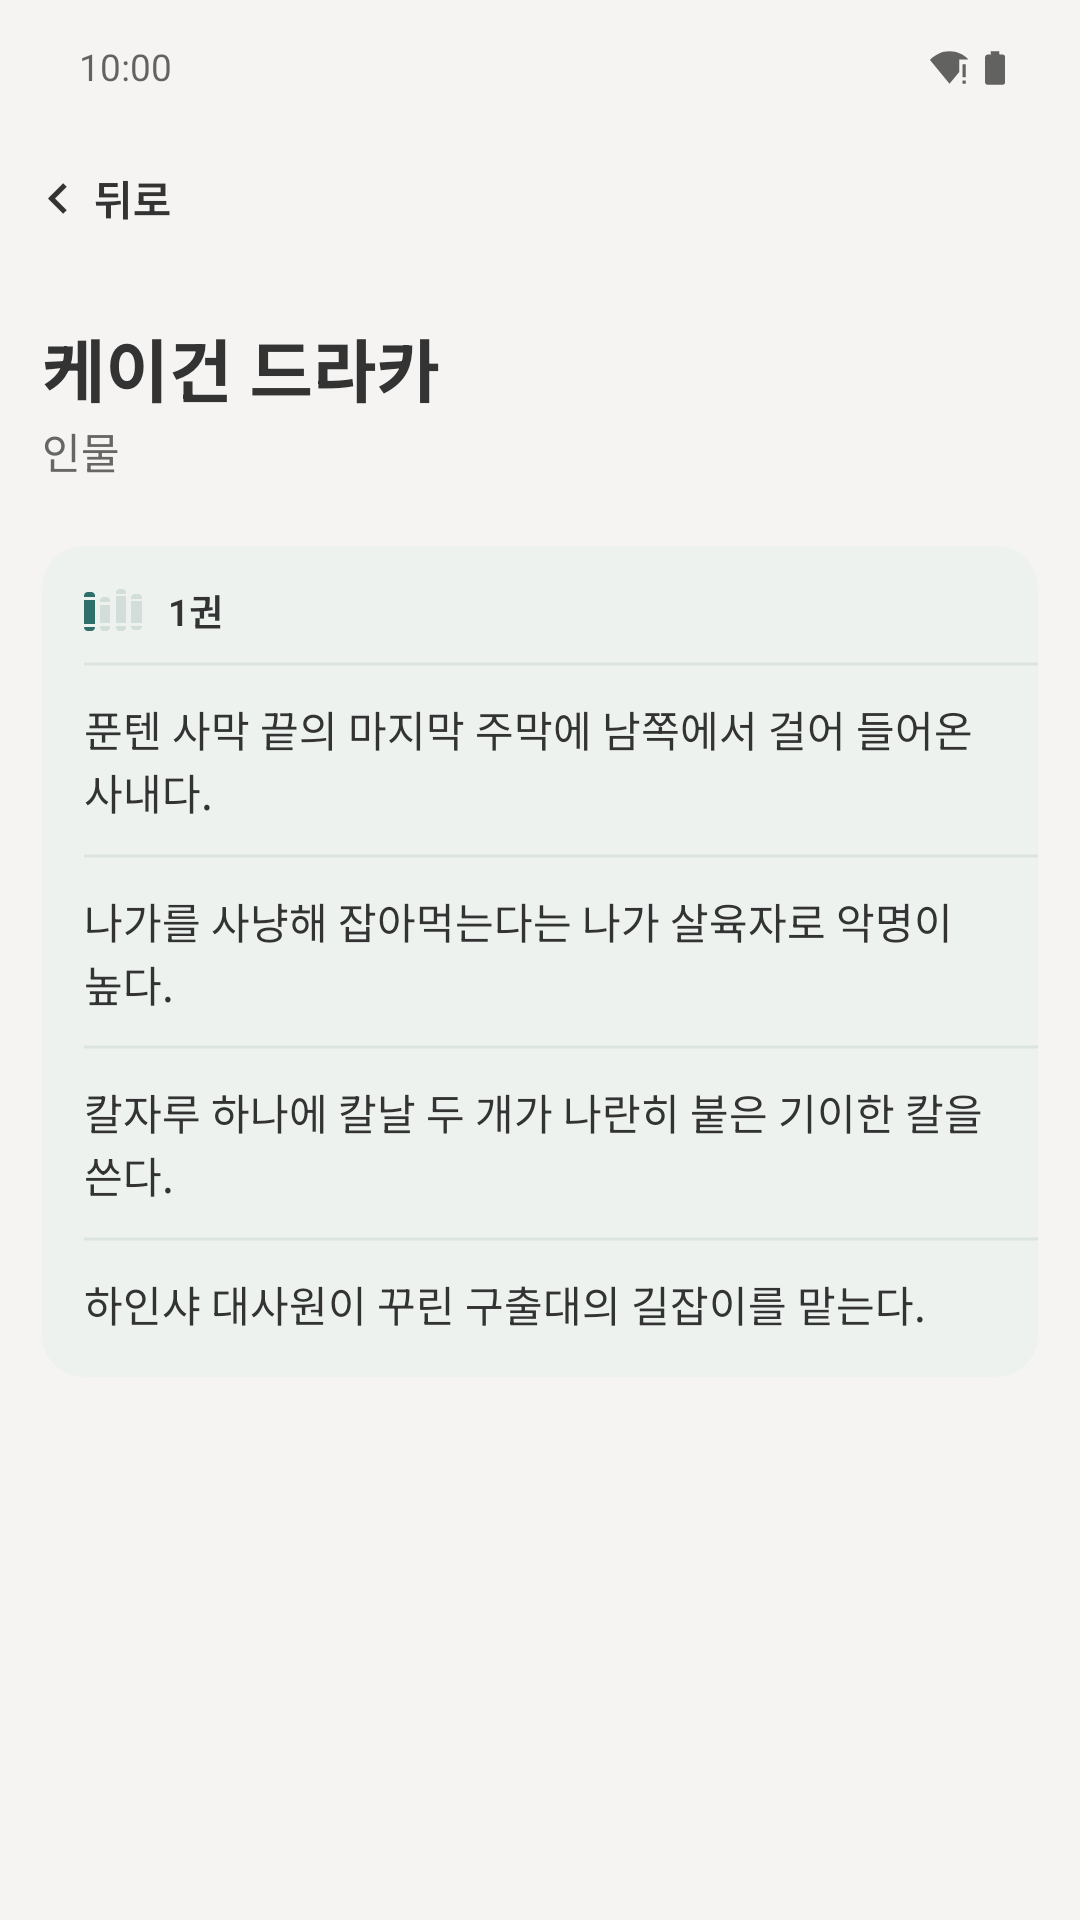 10:00
뒤로
케이건 드라카
인물
1권
푼텐 사막 끝의 마지막 주막에 남쪽에서 걸어 들어온
사내다.
나가를 사냥해 잡아먹는다는 나가 살육자로 악명이
높다.
칼자루 하나에 칼날 두 개가 나란히 붙은 기이한 칼을
쓴다.
하인샤 대사원이 꾸린 구출대의 길잡이를 맡는다.